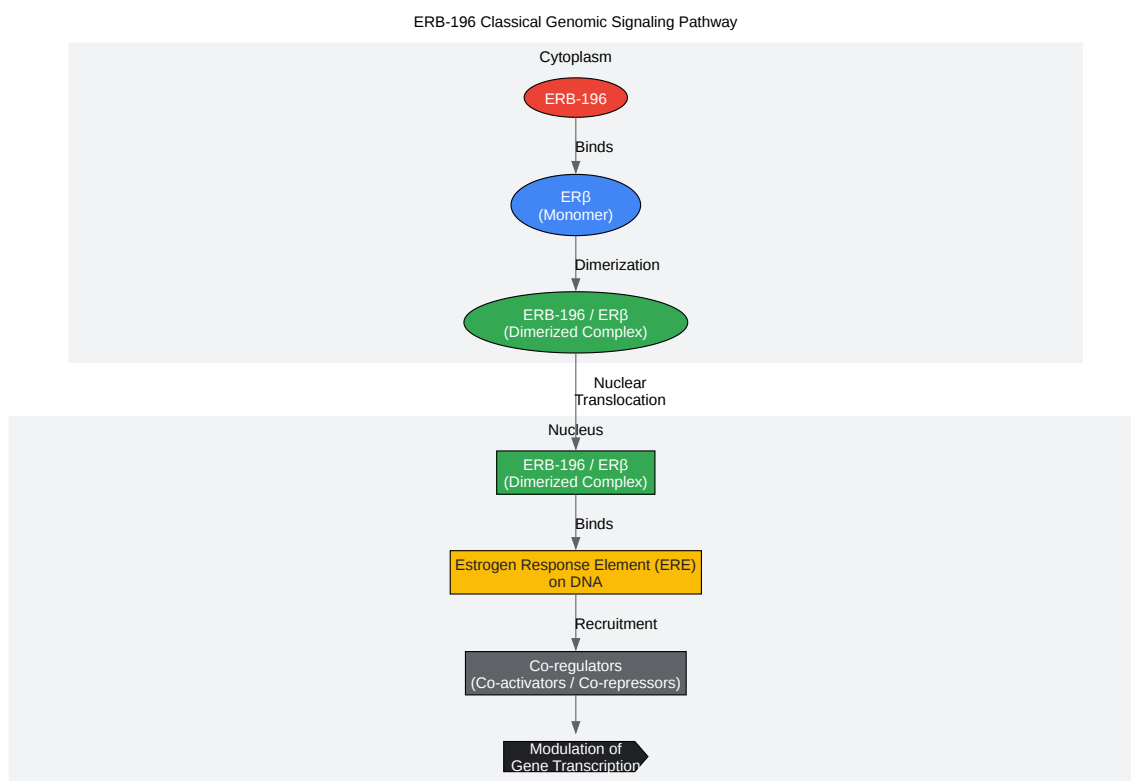 ERB-196 Classical Genomic Signaling Pathway
Cytoplasm
ERB-196
Binds
ERβ
(Monomer)
Dimerization
ERB-196 / ERβ
(Dimerized Complex)
Nuclear
Translocation
Nucleus
ERB-196 / ERβ
(Dimerized Complex)
Binds
Estrogen Response Element (ERE)
on DNA
Recruitment
Co-regulators
(Co-activators / Co-repressors)
Modulation of
Gene Transcription